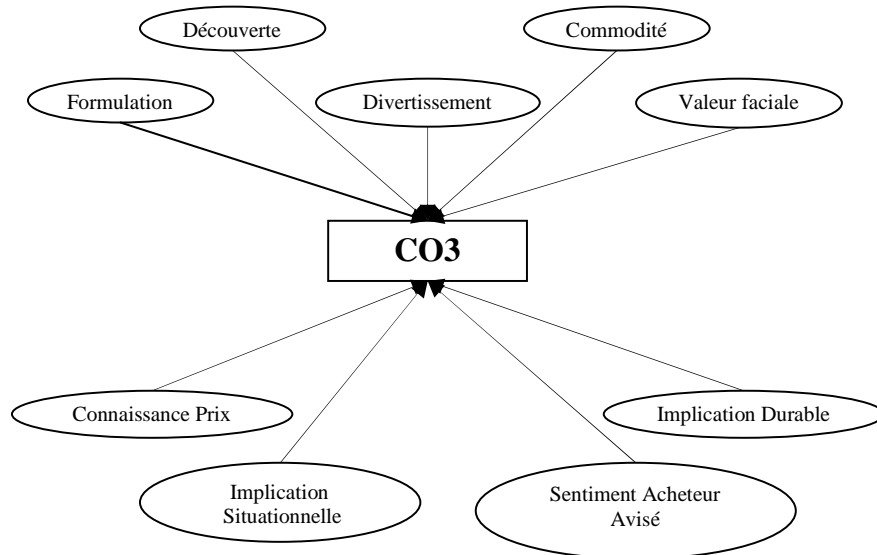 Découverte
Commodité
Formulation
Divertissement
Valeur faciale
CO3
Connaissance Prix
Implication Durable
Implication
Situationnelle
Sentiment Acheteur
Avisé